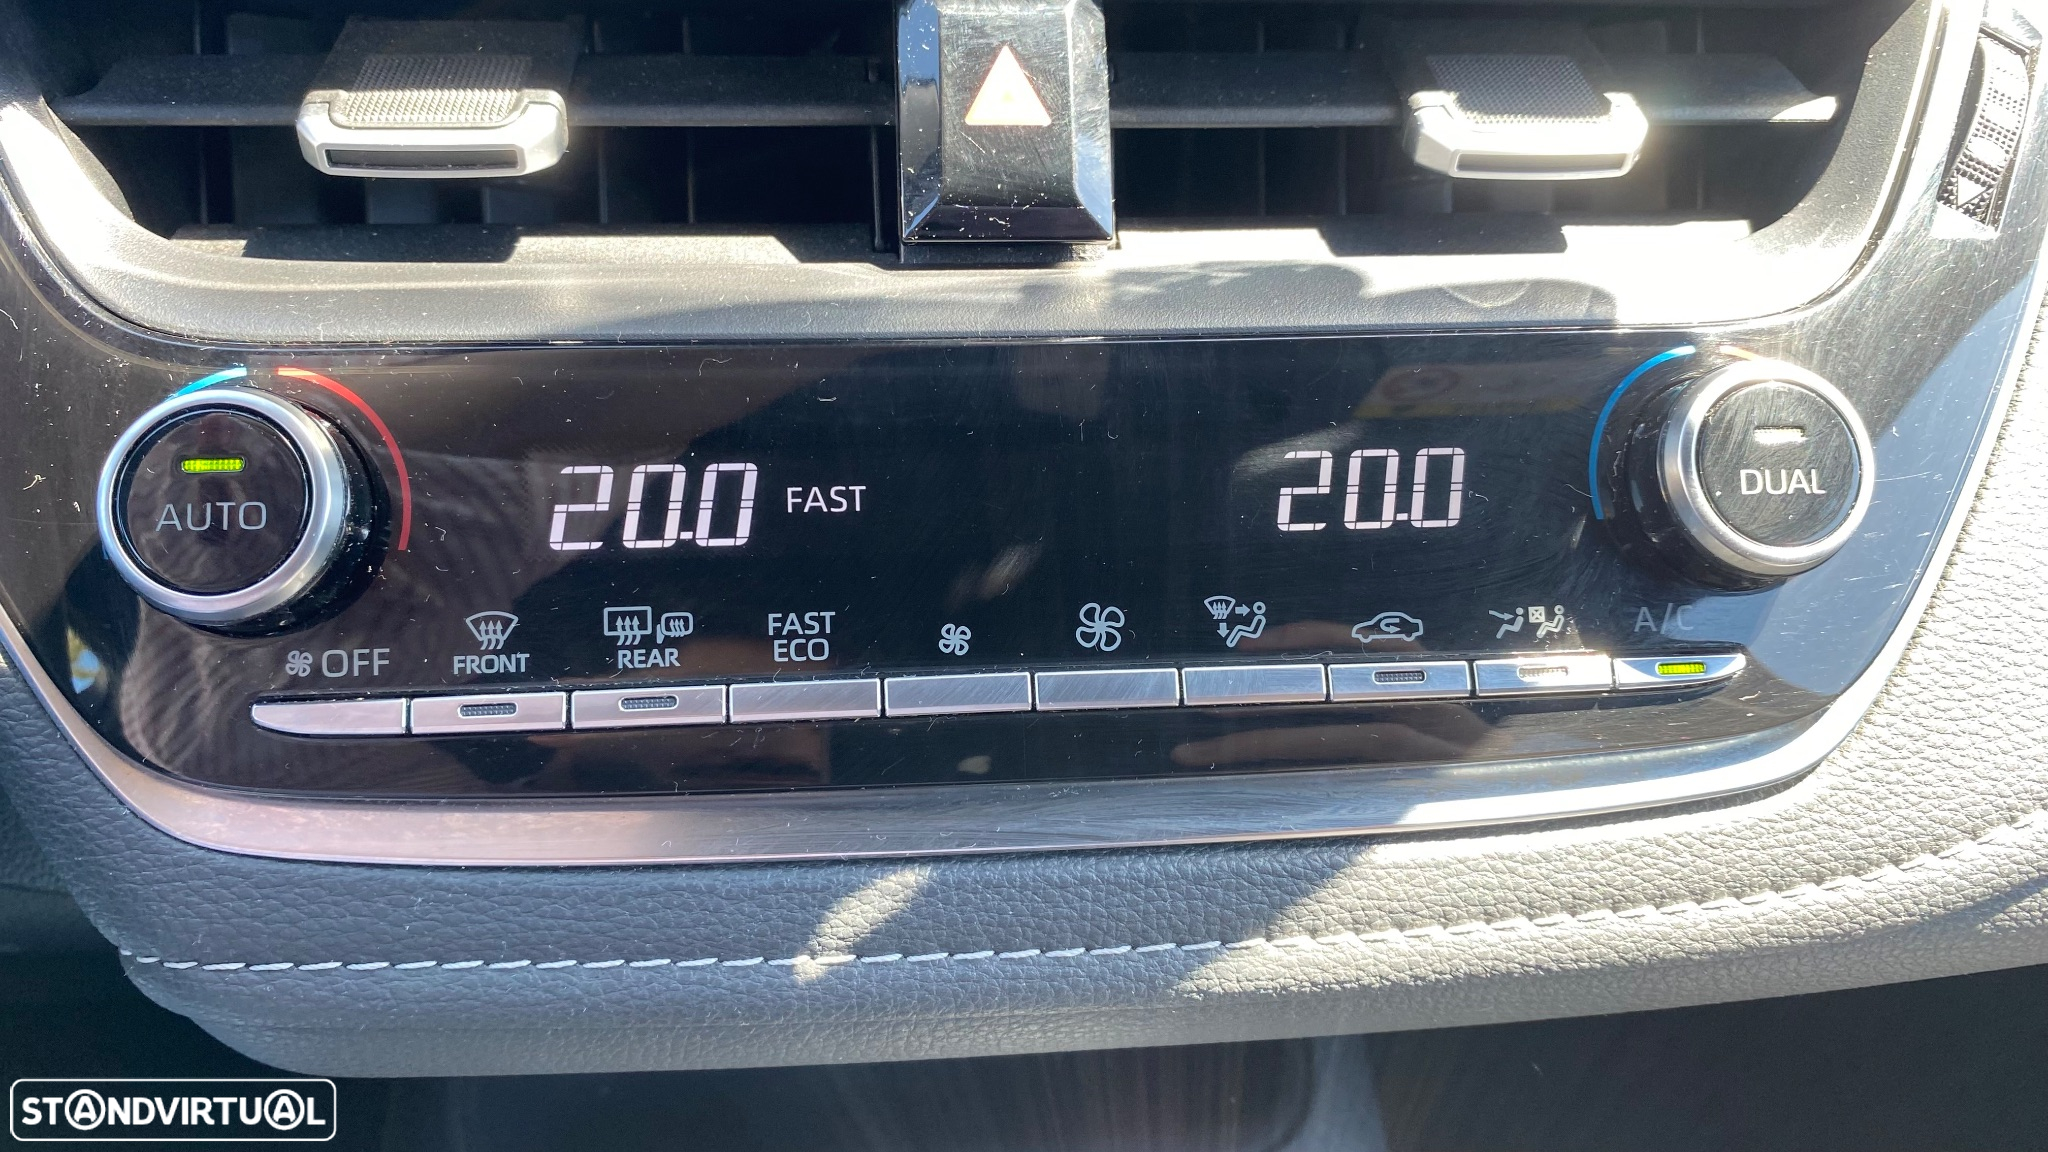 20.0 FAST 20.0
AUTO DUAL
OFF FRONT REAR FAST ECO A/C
STANDVIRTUAL